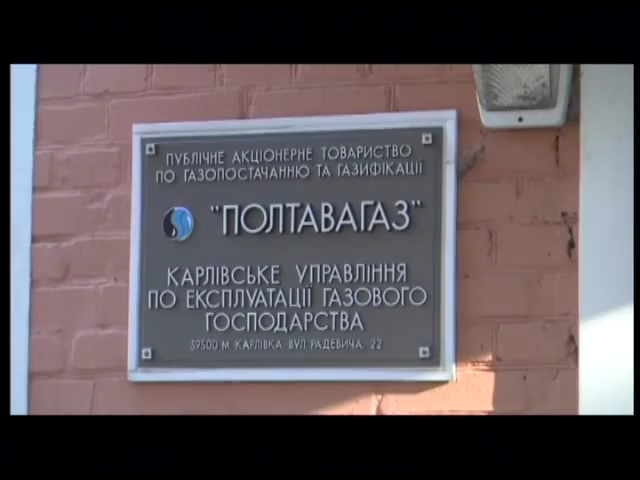 ПУБЛІЧНЕ АКЦІОНЕРНЕ ТОВАРИСТВО
ПО ГАЗОПОСТАЧАННЮ ТА ГАЗИФІКАЦІЇ
"ПОЛТАВАГАЗ"
КАРЛІВСЬКЕ УПРАВЛІННЯ
ПО ЕКСПЛУАТАЦІЇ ГАЗОВОГО
ГОСПОДАРСТВА
39500 М. КАРЛІВКА, ВУЛ РАДЕВИЧА, 22